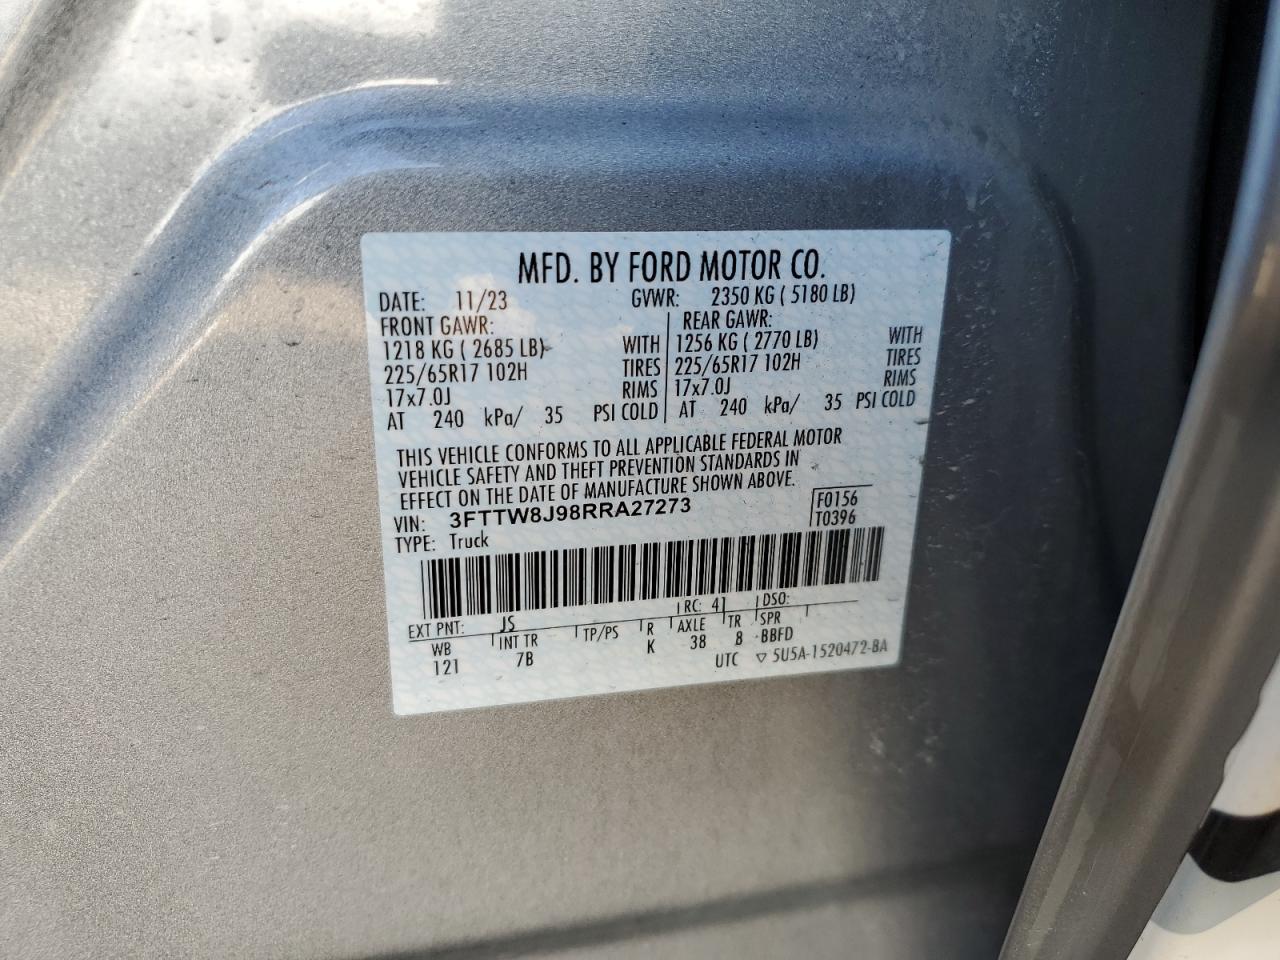 MFD. BY FORD MOTOR CO.
DATE: 11/23 GVWR: 2350 KG ( 5180 LB)
FRONT GAWR: REAR GAWR:
1218 KG ( 2685 LB) WITH 1256 KG ( 2770 LB) WITH
225/65R17 102H TIRES 225/65R17 102H TIRES
17x7.0J RIMS 17x7.0J RIMS
AT 240 kPa/ 35 PSI COLD AT 240 kPa/ 35 PSI COLD
THIS VEHICLE CONFORMS TO ALL APPLICABLE FEDERAL MOTOR
VEHICLE SAFETY AND THEFT PREVENTION STANDARDS IN
EFFECT ON THE DATE OF MANUFACTURE SHOWN ABOVE.
VIN: 3FTTW8J98RRA27273 F0156
TYPE: Truck T0396
EXT PNT: JS RC: 41 DSO:
WB INT TR TP/PS R AXLE TR SPR
121 7B K 38 8 BBFD
UTC ▽ 5U5A-1520472-BA